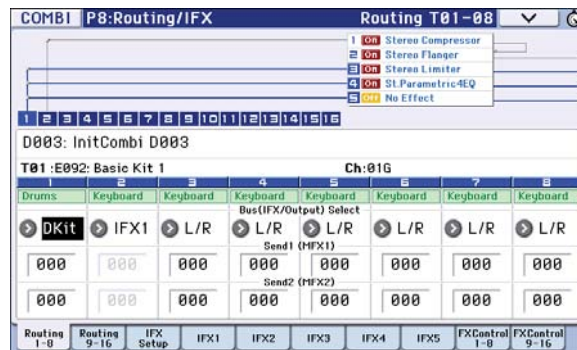 COMBI P8:Routing/IFX Routing T01-08
1 On Stereo Compressor
2 On Stereo Flanger
3 On Stereo Limiter
4 On St.Parametric4EQ
5 Off No Effect
1 2 3 4 5 6 7 8 9 10 11 12 13 14 15 16
D003: InitCombi D003
T01 :E092: Basic Kit 1 Ch:01G
1 2 3 4 5 6 7 8
Drums Keyboard Keyboard Keyboard Keyboard Keyboard Keyboard Keyboard
Bus(IFX/Output) Select
DKit IFX1 L/R L/R L/R L/R L/R L/R
Send1 (MFX1)
000 000 000 000 000 000 000 000
Send2 (MFX2)
000 000 000 000 000 000 000 000
Routing 1-8 Routing 9-16 IFX Setup IFX1 IFX2 IFX3 IFX4 IFX5 FXControl 1-8 FXControl 9-16